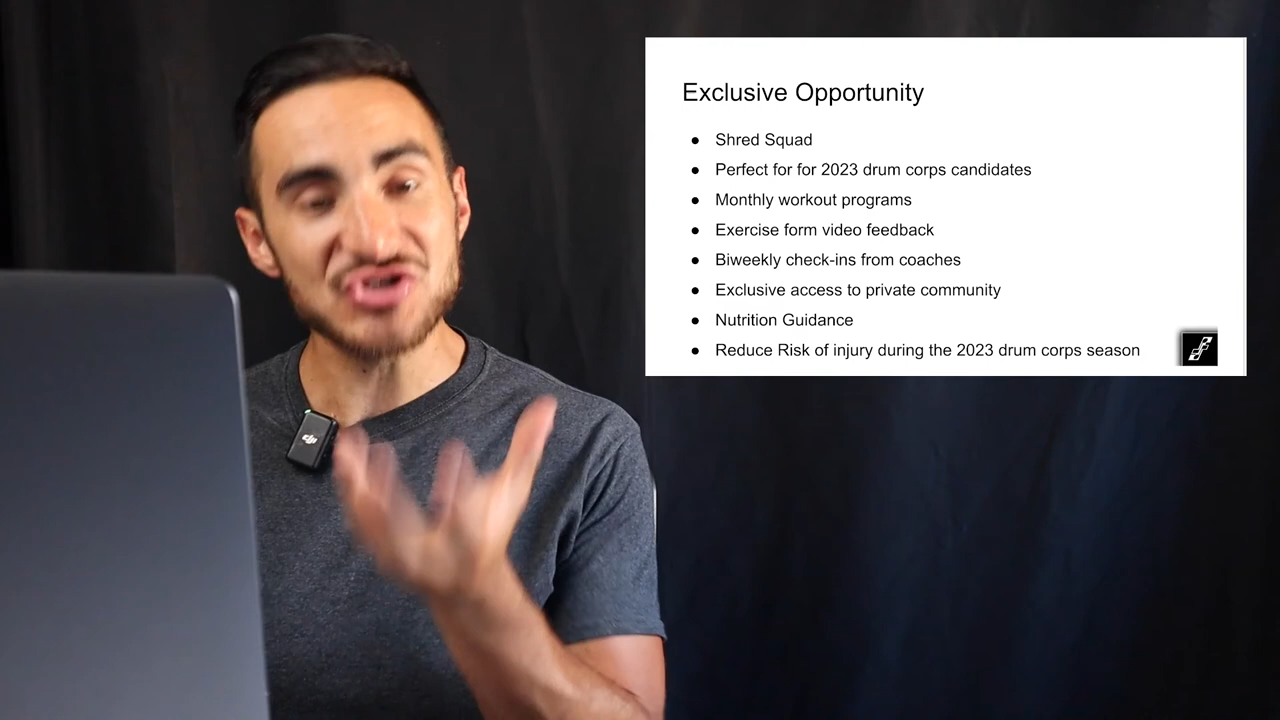 Exclusive Opportunity
● Shred Squad
● Perfect for for 2023 drum corps candidates
● Monthly workout programs
● Exercise form video feedback
● Biweekly check-ins from coaches
● Exclusive access to private community
● Nutrition Guidance
● Reduce Risk of injury during the 2023 drum corps season
dji